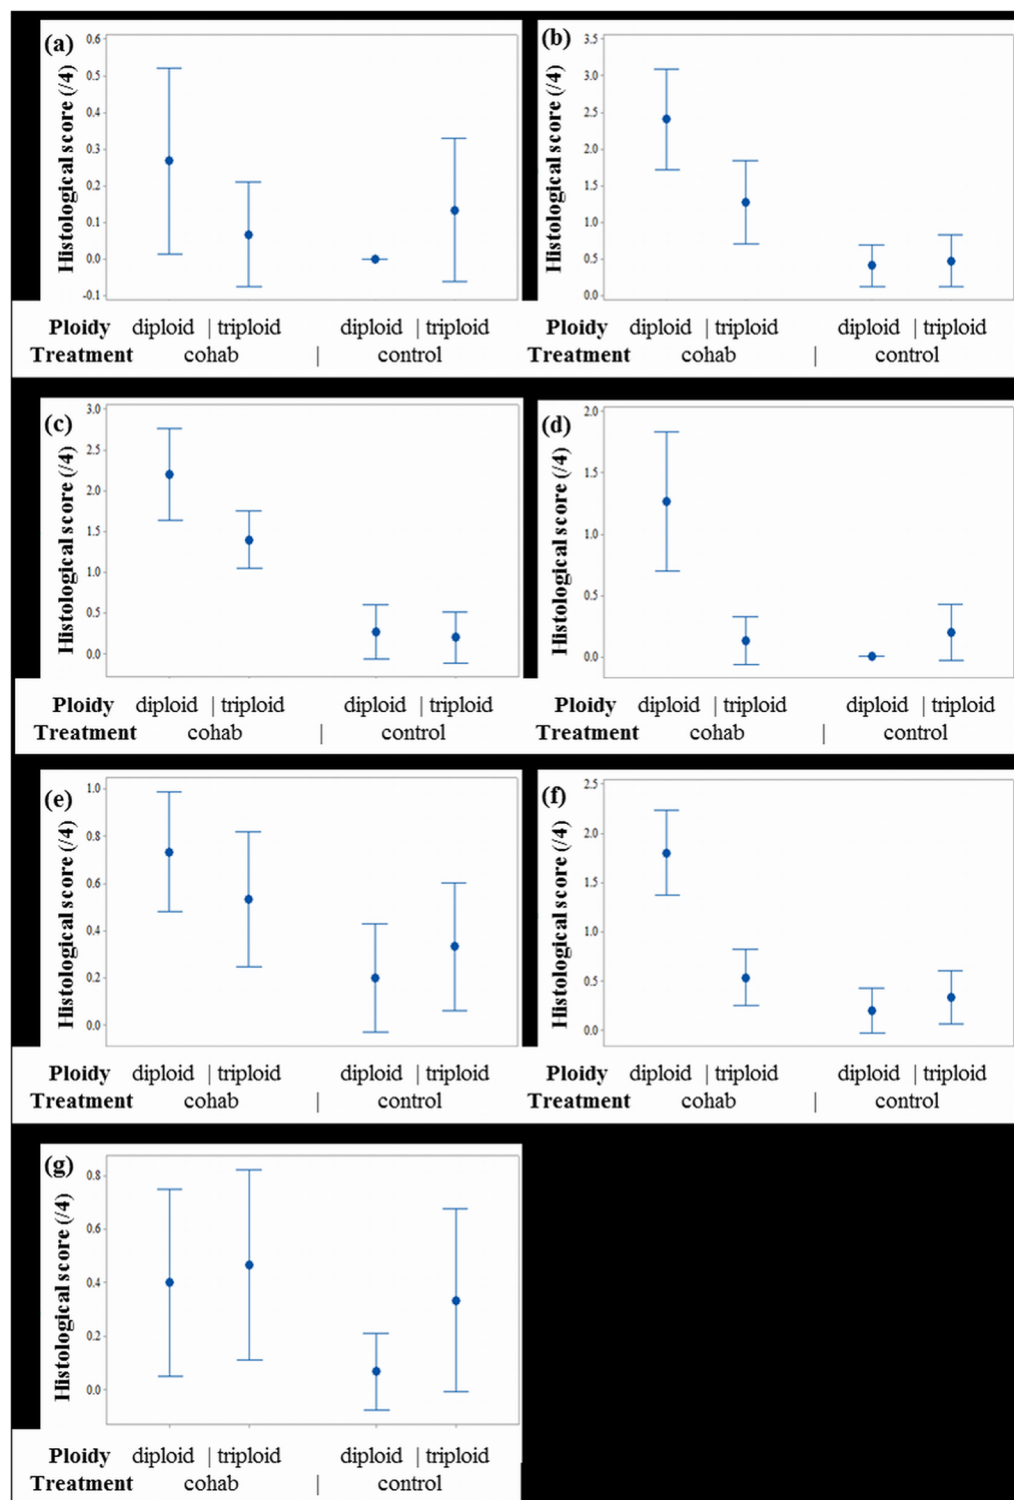 (a)
Histological score (/4)
0.6
0.5
0.4
0.3
0.2
0.1
0.0
-0.1
Ploidy diploid | triploid diploid | triploid
Treatment cohab | control
(b)
Histological score (/4)
3.5
3.0
2.5
2.0
1.5
1.0
0.5
0.0
Ploidy diploid | triploid diploid | triploid
Treatment cohab | control
(c)
Histological score (/4)
3.0
2.5
2.0
1.5
1.0
0.5
0.0
Ploidy diploid | triploid diploid | triploid
Treatment cohab | control
(d)
Histological score (/4)
2.0
1.5
1.0
0.5
0.0
Ploidy diploid | triploid diploid | triploid
Treatment cohab | control
(e)
Histological score (/4)
1.0
0.8
0.6
0.4
0.2
0.0
Ploidy diploid | triploid diploid | triploid
Treatment cohab | control
(f)
Histological score (/4)
2.5
2.0
1.5
1.0
0.5
0.0
Ploidy diploid | triploid diploid | triploid
Treatment cohab | control
(g)
Histological score (/4)
0.8
0.6
0.4
0.2
0.0
Ploidy diploid | triploid diploid | triploid
Treatment cohab | control